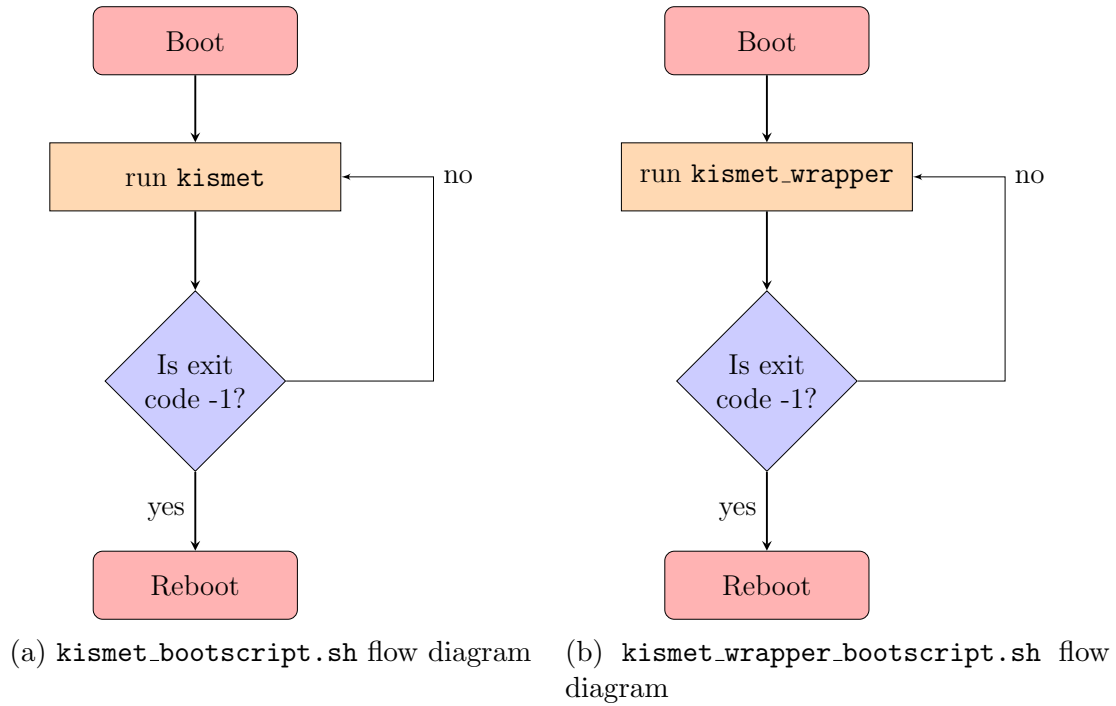 Boot
run kismet
no
Is exit
code -1?
yes
Reboot
(a) kismet_bootscript.sh flow diagram
Boot
run kismet_wrapper
no
Is exit
code -1?
yes
Reboot
(b) kismet_wrapper_bootscript.sh flow
diagram